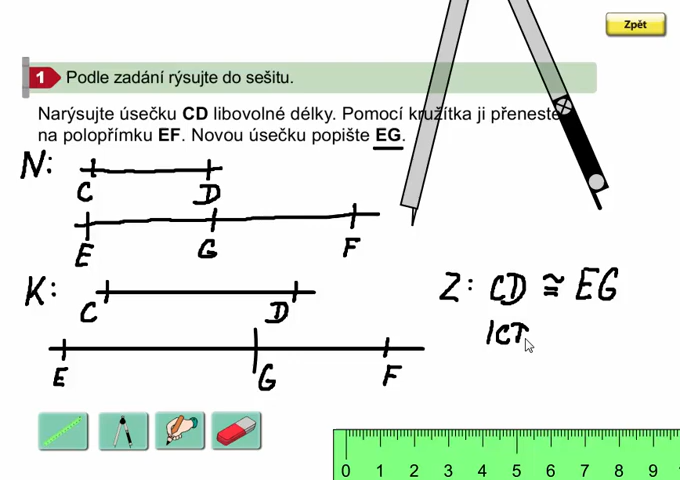 Zpět
1 Podle zadání rýsujte do sešitu.
Narýsujte úsečku CD libovolné délky. Pomocí kružítka ji přeneste
na polopřímku EF. Novou úsečku popište EG.
N:
C D
E G F
K:
C D
Z: CD ≅ EG
|CT
E G F
0 1 2 3 4 5 6 7 8 9